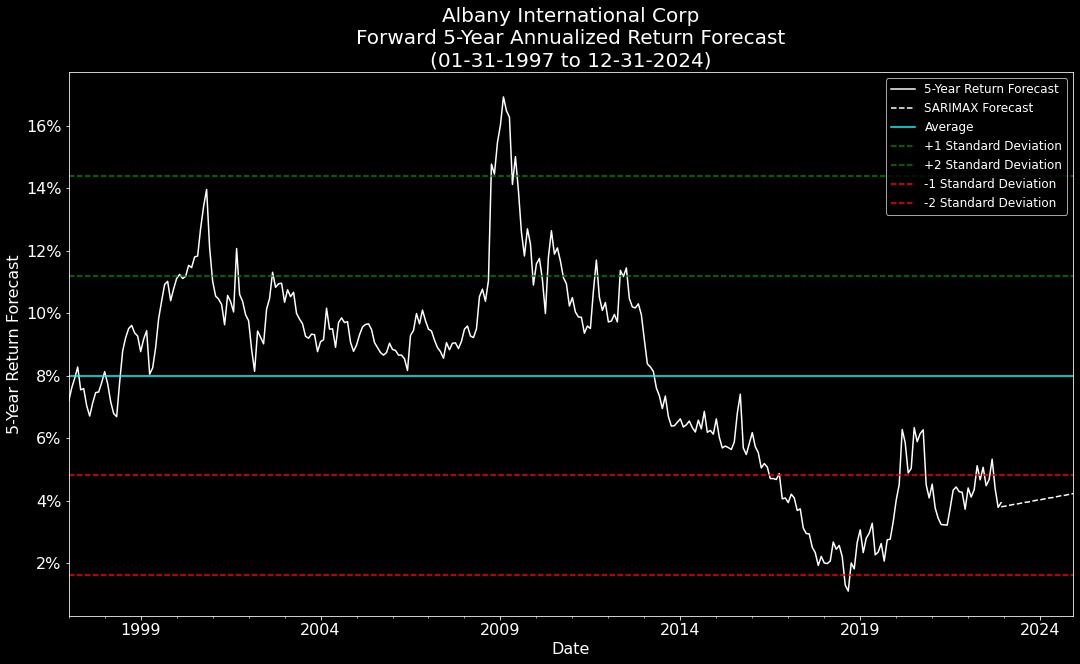 Albany International Corp
Forward 5-Year Annualized Return Forecast
(01-31-1997 to 12-31-2024)
5-Year Return Forecast
SARIMAX Forecast
Average
+1 Standard Deviation
+2 Standard Deviation
-1 Standard Deviation
-2 Standard Deviation
5-Year Return Forecast
16%
14%
12%
10%
8%
6%
4%
2%
1999 2004 2009 2014 2019 2024
Date